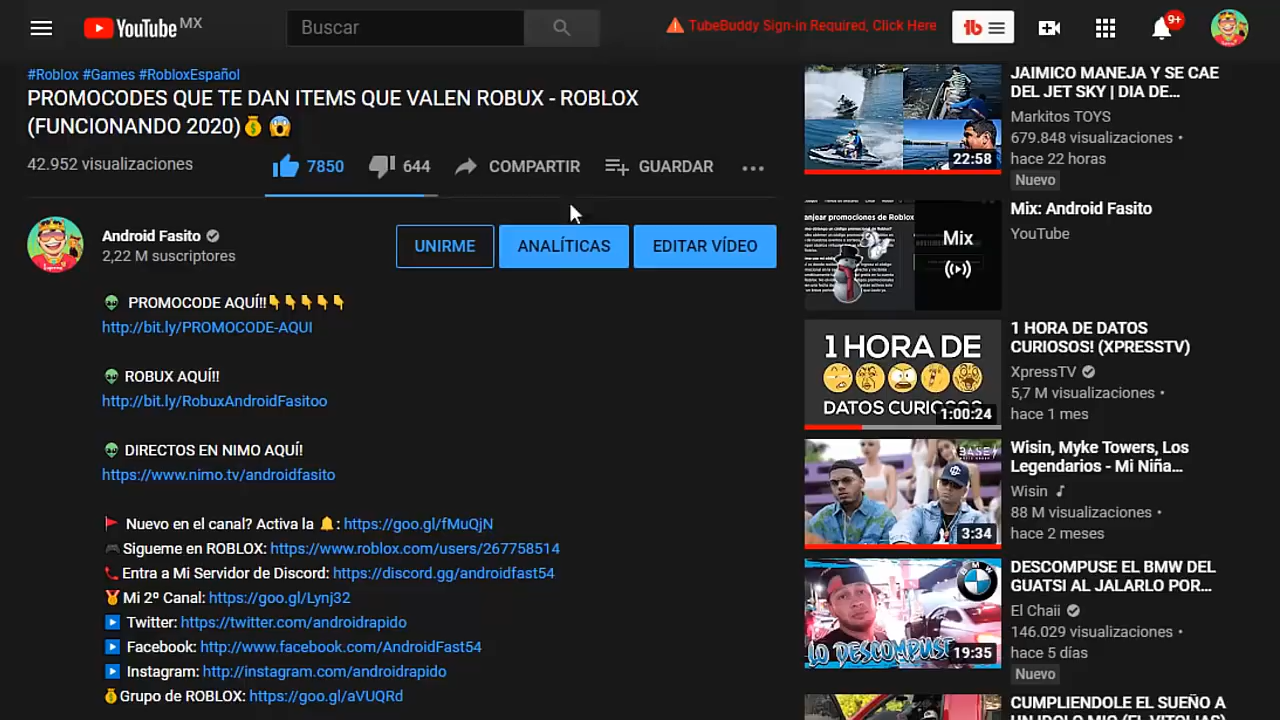 YouTube MX
Buscar
TubeBuddy Sign-in Required, Click Here
tb
9+
#Roblox #Games #RobloxEspañol
PROMOCODES QUE TE DAN ITEMS QUE VALEN ROBUX - ROBLOX
(FUNCIONANDO 2020)💰😱
42.952 visualizaciones
7850
644
COMPARTIR
GUARDAR
Android Fasito
2,22 M suscriptores
UNIRME
ANALÍTICAS
EDITAR VÍDEO
👽 PROMOCODE AQUÍ!!👇👇👇👇👇
http://bit.ly/PROMOCODE-AQUI
👽 ROBUX AQUÍ!!
http://bit.ly/RobuxAndroidFasitoo
👽 DIRECTOS EN NIMO AQUÍ!
https://www.nimo.tv/androidfasito
🚩 Nuevo en el canal? Activa la 🔔: https://goo.gl/fMuQjN
🎮Sigueme en ROBLOX: https://www.roblox.com/users/267758514
📞Entra a Mi Servidor de Discord: https://discord.gg/androidfast54
🏅Mi 2º Canal: https://goo.gl/Lynj32
▶️ Twitter: https://twitter.com/androidrapido
▶️ Facebook: http://www.facebook.com/AndroidFast54
▶️ Instagram: http://instagram.com/androidrapido
💰Grupo de ROBLOX: https://goo.gl/aVUQRd
22:58
JAIMICO MANEJA Y SE CAE
DEL JET SKY | DIA DE...
Markitos TOYS
679.848 visualizaciones •
hace 22 horas
Nuevo
anjear promociones de Roblox
Mix
Mix: Android Fasito
YouTube
1 HORA DE
DATOS
1:00:24
1 HORA DE DATOS
CURIOSOS! (XPRESSTV)
XpressTV
5,7 M visualizaciones •
hace 1 mes
BASE
3:34
Wisin, Myke Towers, Los
Legendarios - Mi Niña...
Wisin
88 M visualizaciones •
hace 2 meses
BMW
LO DESCOMPUSE
19:35
DESCOMPUSE EL BMW DEL
GUATSI AL JALARLO POR...
El Chaii
146.029 visualizaciones •
hace 5 días
Nuevo
CUMPLIENDOLE EL SUEÑO A